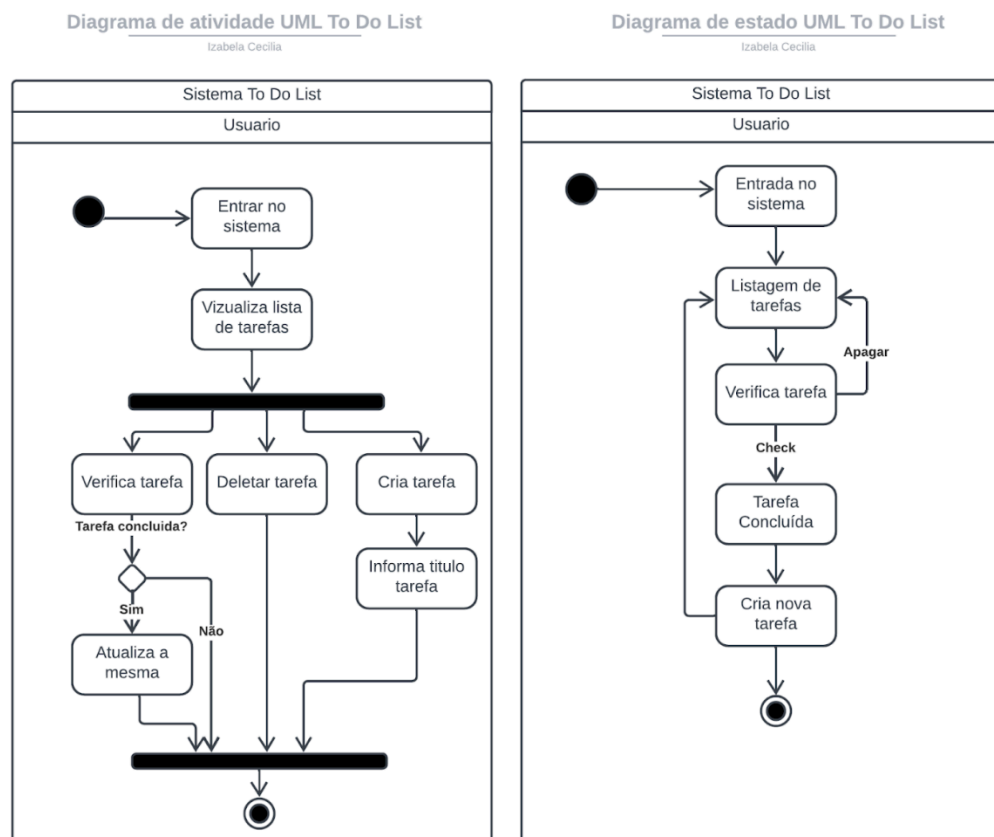 Diagrama de atividade UML To Do List
Izabela Cecilia
Sistema To Do List
Usuario
Entrar no
sistema
Vizualiza lista
de tarefas
Verifica tarefa
Deletar tarefa
Cria tarefa
Tarefa concluida?
Informa titulo
tarefa
Sim
Não
Atualiza a
mesma
Diagrama de estado UML To Do List
Izabela Cecilia
Sistema To Do List
Usuario
Entrada no
sistema
Listagem de
tarefas
Apagar
Verifica tarefa
Check
Tarefa
Concluída
Cria nova
tarefa